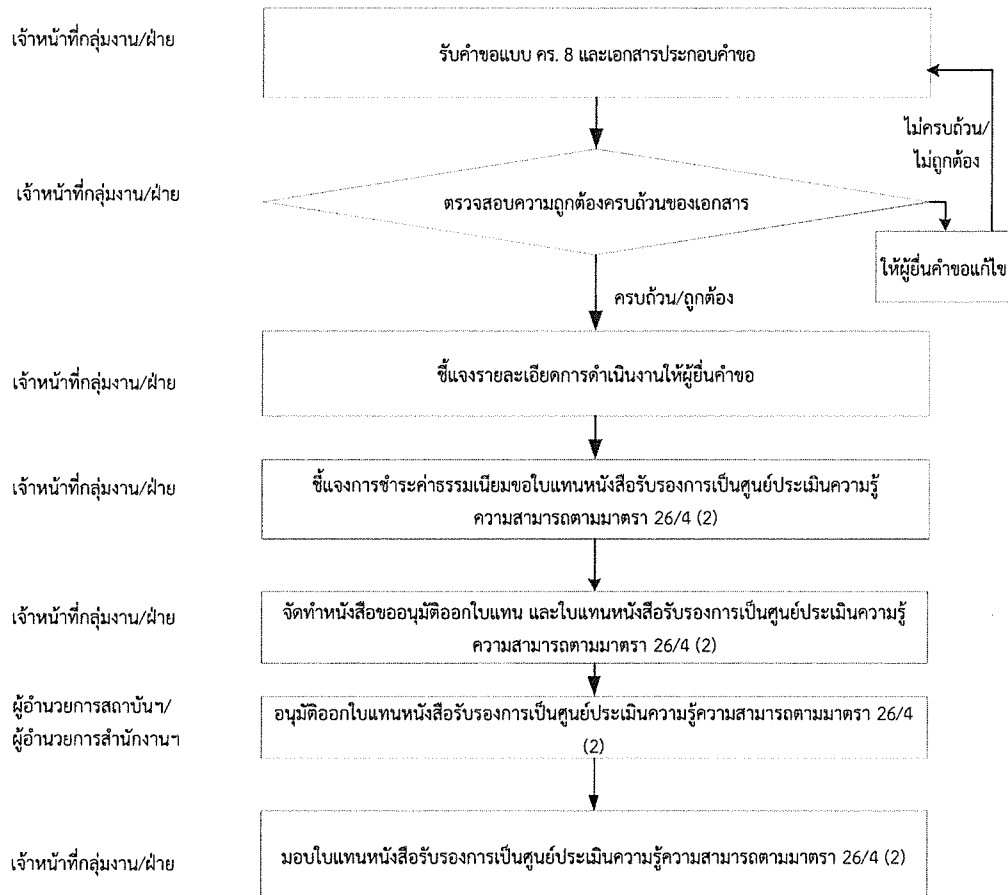 เจ้าหน้าที่กลุ่มงาน/ฝ่าย
รับคำขอแบบ คร. 8 และเอกสารประกอบคำขอ
ไม่ครบถ้วน/
ไม่ถูกต้อง
เจ้าหน้าที่กลุ่มงาน/ฝ่าย
ตรวจสอบความถูกต้องครบถ้วนของเอกสาร
ให้ผู้ยื่นคำขอแก้ไข
ครบถ้วน/ถูกต้อง
เจ้าหน้าที่กลุ่มงาน/ฝ่าย
ชี้แจงรายละเอียดการดำเนินงานให้ผู้ยื่นคำขอ
เจ้าหน้าที่กลุ่มงาน/ฝ่าย
ชี้แจงการชำระค่าธรรมเนียมขอใบแทนหนังสือรับรองการเป็นศูนย์ประเมินความรู้
ความสามารถตามมาตรา 26/4 (2)
เจ้าหน้าที่กลุ่มงาน/ฝ่าย
จัดทำหนังสือขออนุมัติออกใบแทน และใบแทนหนังสือรับรองการเป็นศูนย์ประเมินความรู้
ความสามารถตามมาตรา 26/4 (2)
ผู้อำนวยการสถาบันฯ/
ผู้อำนวยการสำนักงานฯ
อนุมัติออกใบแทนหนังสือรับรองการเป็นศูนย์ประเมินความรู้ความสามารถตามมาตรา 26/4
(2)
เจ้าหน้าที่กลุ่มงาน/ฝ่าย
มอบใบแทนหนังสือรับรองการเป็นศูนย์ประเมินความรู้ความสามารถตามมาตรา 26/4 (2)